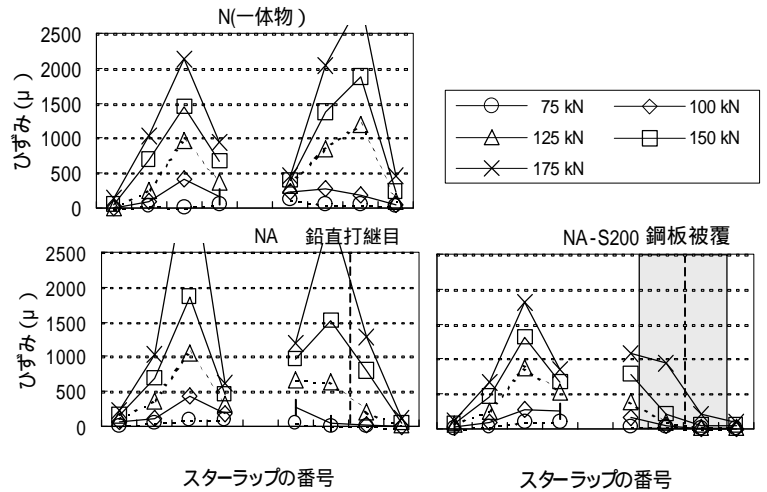 N(一体物)
2500
2000
1500
1000
500
0
ひずみ(μ)
75 kN
100 kN
125 kN
150 kN
175 kN
NA 鉛直打継目
2500
2000
1500
1000
500
0
ひずみ(μ)
スターラップの番号
NA-S200 鋼板被覆
スターラップの番号